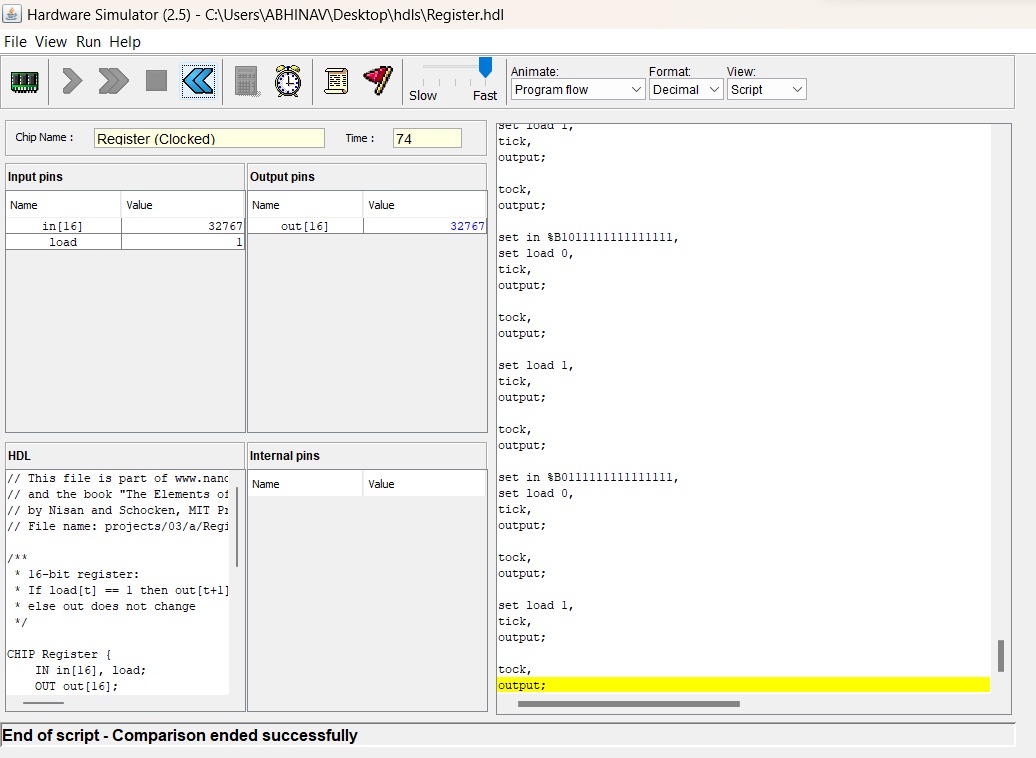 Hardware Simulator (2.5) - C:\Users\ABHINAV\Desktop\hdls\Register.hdl
File View Run Help
Slow Fast
Animate: Format: View:
Program flow Decimal Script
Chip Name : Register (Clocked) Time : 74
Input pins
Name Value
in[16] 32767
load 1
Output pins
Name Value
out[16] 32767
HDL
// This file is part of www.nand
// and the book "The Elements of
// by Nisan and Schocken, MIT Pr
// File name: projects/03/a/Regi
/**
* 16-bit register:
* If load[t] == 1 then out[t+1]
* else out does not change
*/
CHIP Register {
IN in[16], load;
OUT out[16];
Internal pins
Name Value
set load 1,
tick,
output;
tock,
output;
set in %B1011111111111111,
set load 0,
tick,
output;
tock,
output;
set load 1,
tick,
output;
tock,
output;
set in %B0111111111111111,
set load 0,
tick,
output;
tock,
output;
set load 1,
tick,
output;
tock,
output;
End of script - Comparison ended successfully